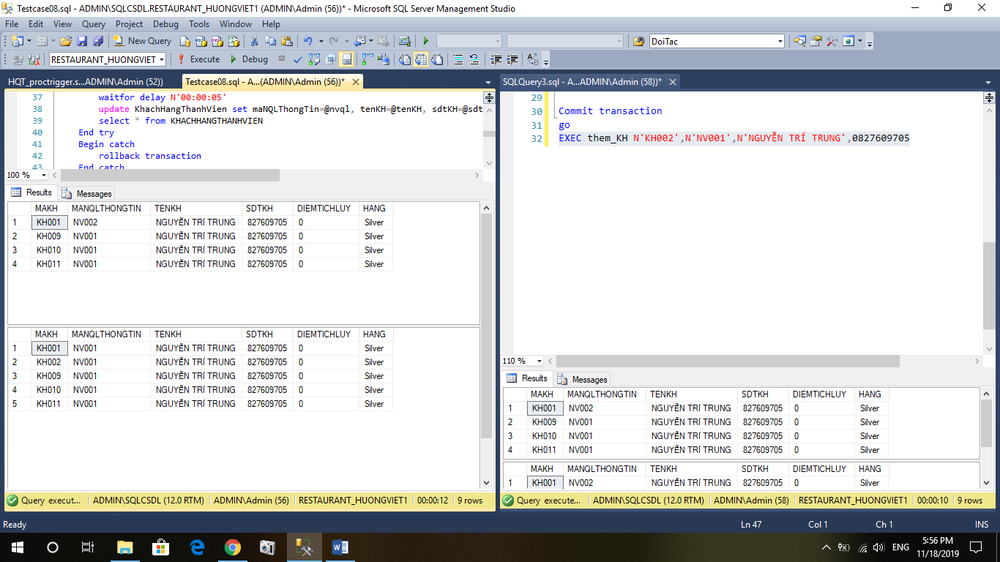 Testcase08.sql - ADMIN\SQLCSDL.RESTAURANT_HUONGVIET1 (ADMIN\Admin (56))* - Microsoft SQL Server Management Studio
File Edit View Query Project Debug Tools Window Help
New Query DoiTac
RESTAURANT_HUONGVIET Execute Debug
HQT_proctrigger.s...ADMIN\Admin (52))
Testcase08.sql - A...(ADMIN\Admin (56))*
37 waitfor delay N'00:00:05'
38 update KhachHangThanhVien set maNQLThongTin=@nvql, tenKH=@tenKH, sdtKH=@sdt
39 select * from KHACHHANGTHANHVIEN
40 End try
41 Begin catch
42 rollback transaction
43 End catch
100 %
Results Messages
MAKH MANQLTHONGTIN TENKH SDTKH DIEMTICHLUY HANG
1 KH001 NV002 NGUYỄN TRÍ TRUNG 827609705 0 Silver
2 KH009 NV001 NGUYỄN TRÍ TRUNG 827609705 0 Silver
3 KH010 NV001 NGUYỄN TRÍ TRUNG 827609705 0 Silver
4 KH011 NV001 NGUYỄN TRÍ TRUNG 827609705 0 Silver
MAKH MANQLTHONGTIN TENKH SDTKH DIEMTICHLUY HANG
1 KH001 NV001 NGUYỄN TRÍ TRUNG 827609705 0 Silver
2 KH002 NV001 NGUYỄN TRÍ TRUNG 827609705 0 Silver
3 KH009 NV001 NGUYỄN TRÍ TRUNG 827609705 0 Silver
4 KH010 NV001 NGUYỄN TRÍ TRUNG 827609705 0 Silver
5 KH011 NV001 NGUYỄN TRÍ TRUNG 827609705 0 Silver
Query execut... ADMIN\SQLCSDL (12.0 RTM) ADMIN\Admin (56) RESTAURANT_HUONGVIET1 00:00:12 9 rows
SQLQuery3.sql - A...ADMIN\Admin (58))*
29
30 Commit transaction
31 go
32 EXEC them_KH N'KH002',N'NV001',N'NGUYỄN TRÍ TRUNG',0827609705
110 %
Results Messages
MAKH MANQLTHONGTIN TENKH SDTKH DIEMTICHLUY HANG
1 KH001 NV002 NGUYỄN TRÍ TRUNG 827609705 0 Silver
2 KH009 NV001 NGUYỄN TRÍ TRUNG 827609705 0 Silver
3 KH010 NV001 NGUYỄN TRÍ TRUNG 827609705 0 Silver
4 KH011 NV001 NGUYỄN TRÍ TRUNG 827609705 0 Silver
MAKH MANQLTHONGTIN TENKH SDTKH DIEMTICHLUY HANG
1 KH001 NV002 NGUYỄN TRÍ TRUNG 827609705 0 Silver
Query execute... ADMIN\SQLCSDL (12.0 RTM) ADMIN\Admin (58) RESTAURANT_HUONGVIET1 00:00:10 9 rows
Ready Ln 47 Col 1 Ch 1 INS
ENG 5:56 PM
11/18/2019